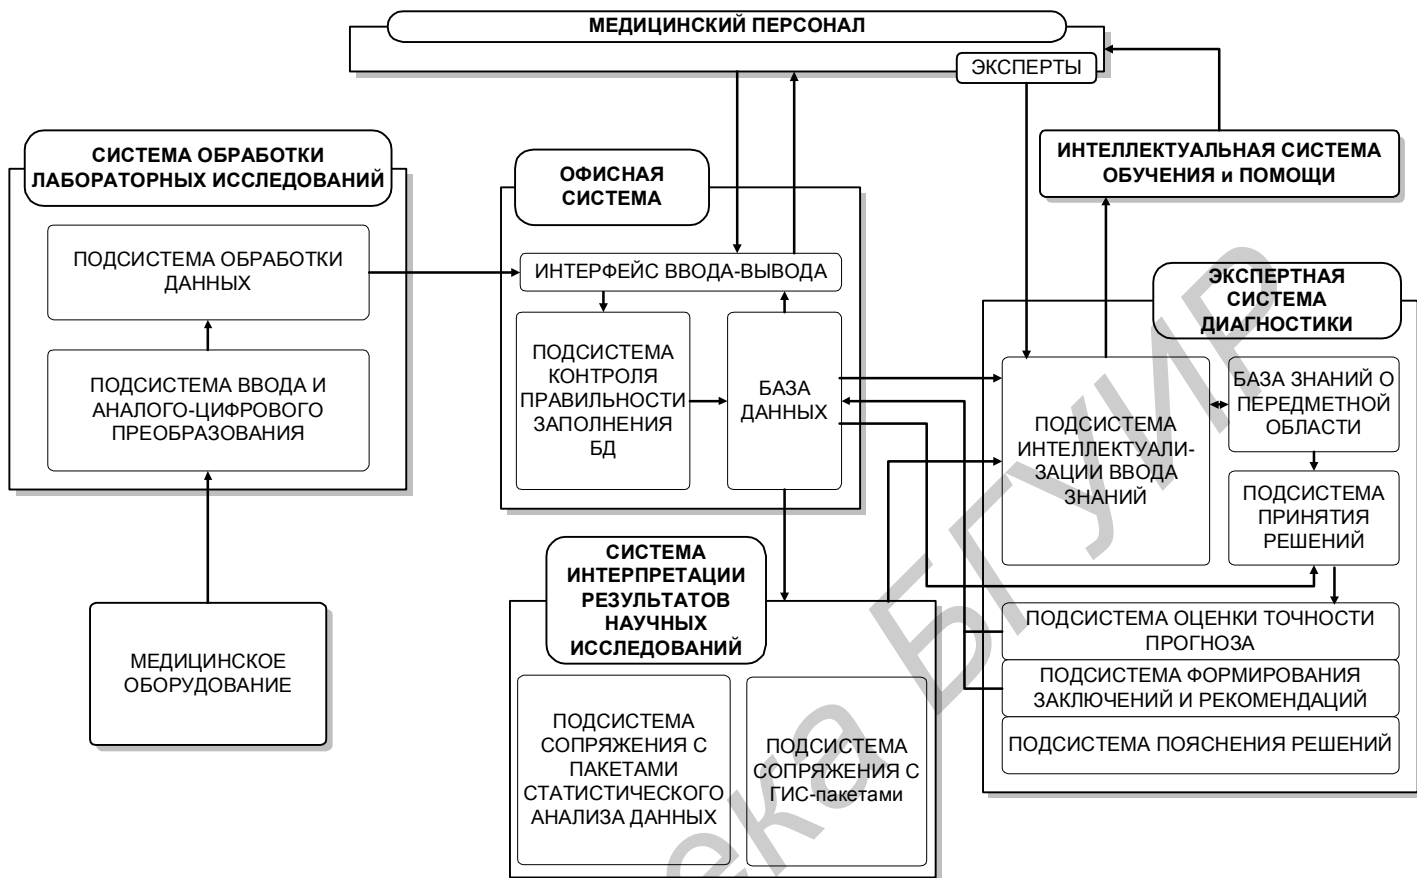 МЕДИЦИНСКИЙ ПЕРСОНАЛ
ЭКСПЕРТЫ
СИСТЕМА ОБРАБОТКИ
ЛАБОРАТОРНЫХ ИССЛЕДОВАНИЙ
ПОДСИСТЕМА ОБРАБОТКИ
ДАННЫХ
ПОДСИСТЕМА ВВОДА И
АНАЛОГО-ЦИФРОВОГО
ПРЕОБРАЗОВАНИЯ
МЕДИЦИНСКОЕ
ОБОРУДОВАНИЕ
ОФИСНАЯ
СИСТЕМА
ИНТЕРФЕЙС ВВОДА-ВЫВОДА
ПОДСИСТЕМА
КОНТРОЛЯ
ПРАВИЛЬНОСТИ
ЗАПОЛНЕНИЯ
БД
БАЗА
ДАННЫХ
СИСТЕМА
ИНТЕРПРЕТАЦИИ
РЕЗУЛЬТАТОВ
НАУЧНЫХ
ИССЛЕДОВАНИЙ
ПОДСИСТЕМА
СОПРЯЖЕНИЯ С
ПАКЕТАМИ
СТАТИСТИЧЕСКОГО
АНАЛИЗА ДАННЫХ
ПОДСИСТЕМА
СОПРЯЖЕНИЯ С
ГИС-пакетами
ИНТЕЛЛЕКТУАЛЬНАЯ СИСТЕМА
ОБУЧЕНИЯ и ПОМОЩИ
ЭКСПЕРТНАЯ
СИСТЕМА
ДИАГНОСТИКИ
ПОДСИСТЕМА
ИНТЕЛЛЕКТУАЛИ-
ЗАЦИИ ВВОДА
ЗНАНИЙ
БАЗА ЗНАНИЙ О
ПЕРЕДМЕТНОЙ
ОБЛАСТИ
ПОДСИСТЕМА
ПРИНЯТИЯ
РЕШЕНИЙ
ПОДСИСТЕМА ОЦЕНКИ ТОЧНОСТИ
ПРОГНОЗА
ПОДСИСТЕМА ФОРМИРОВАНИЯ
ЗАКЛЮЧЕНИЙ И РЕКОМЕНДАЦИЙ
ПОДСИСТЕМА ПОЯСНЕНИЯ РЕШЕНИЙ
ека БГУИР